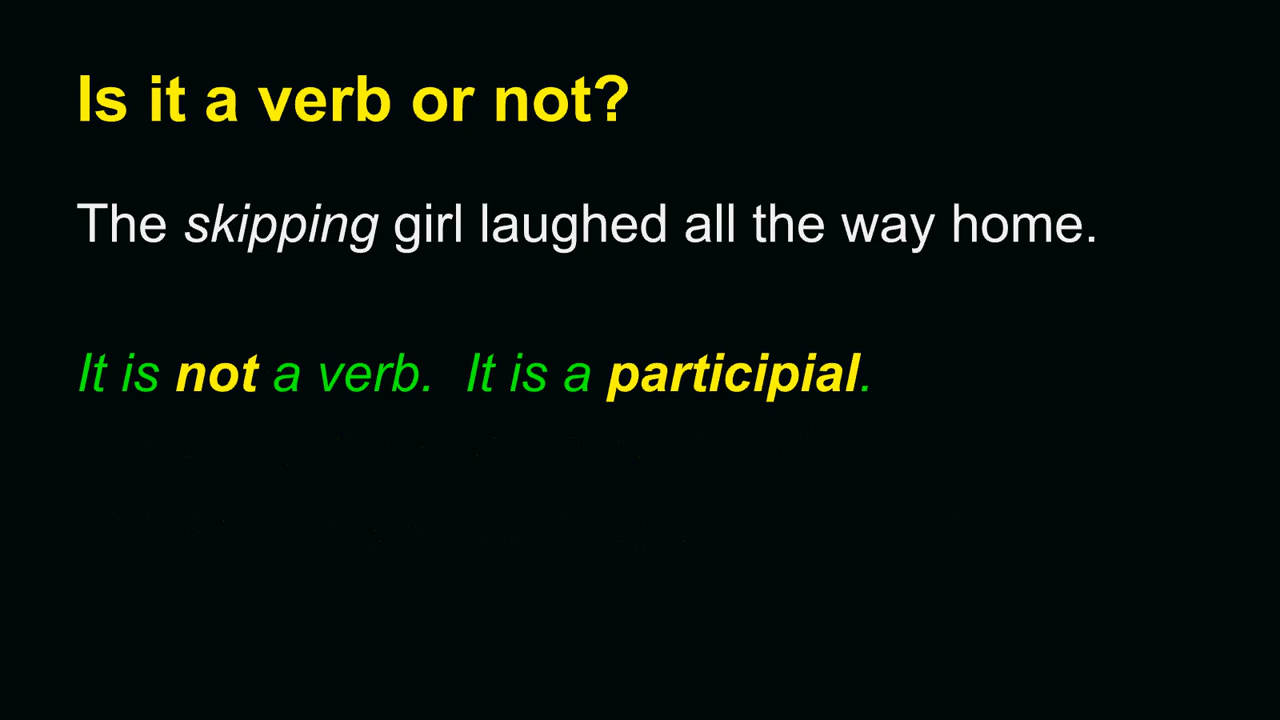 Is it a verb or not?
The skipping girl laughed all the way home.
It is not a verb. It is a participial.